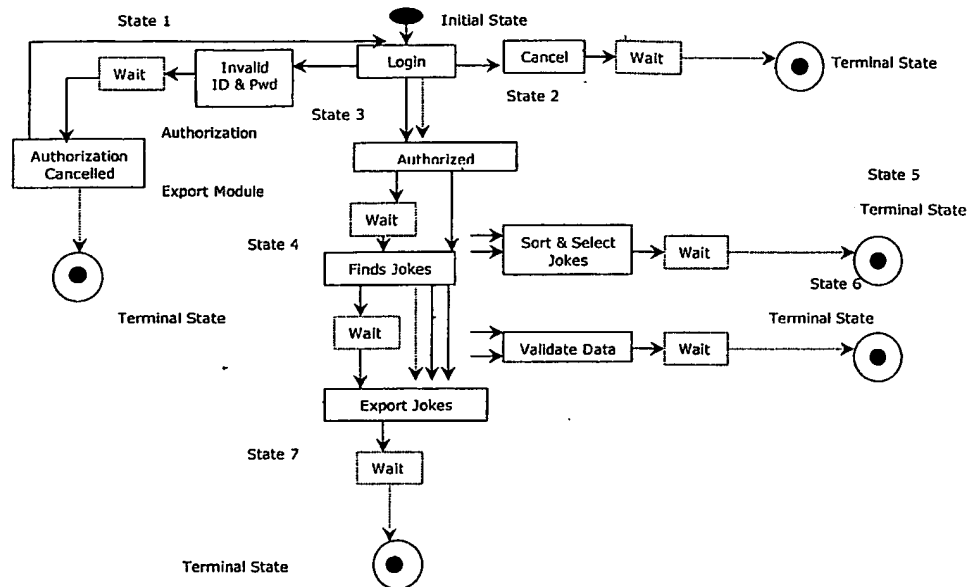 State 1
Initial State
Login
Cancel
Wait
Terminal State
Wait
Invalid
ID & Pwd
State 2
State 3
Authorization
Authorization
Cancelled
Authorized
Export Module
State 5
Terminal State
Wait
State 4
Sort & Select
Jokes
Wait
Finds Jokes
State 6
Terminal State
Wait
Terminal State
Validate Data
Wait
Export Jokes
State 7
Wait
Terminal State